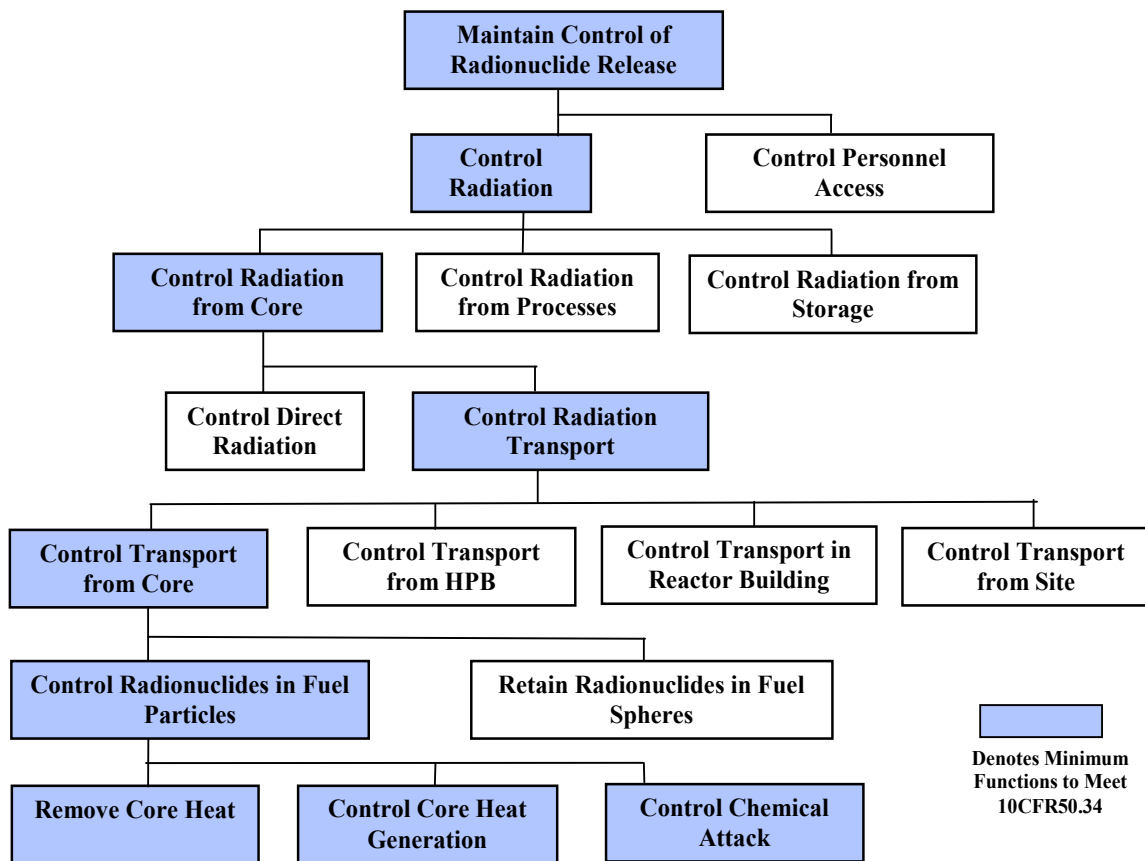 Maintain Control of
Radionuclide Release
Control
Radiation
Control Personnel
Access
Control Radiation
from Core
Control Radiation
from Processes
Control Radiation from
Storage
Control Direct
Radiation
Control Radiation
Transport
Control Transport
from Core
Control Transport
from HPB
Control Transport in
Reactor Building
Control Transport
from Site
Control Radionuclides in Fuel
Particles
Retain Radionuclides in Fuel
Spheres
Remove Core Heat
Control Core Heat
Generation
Control Chemical
Attack
Denotes Minimum
Functions to Meet
10CFR50.34